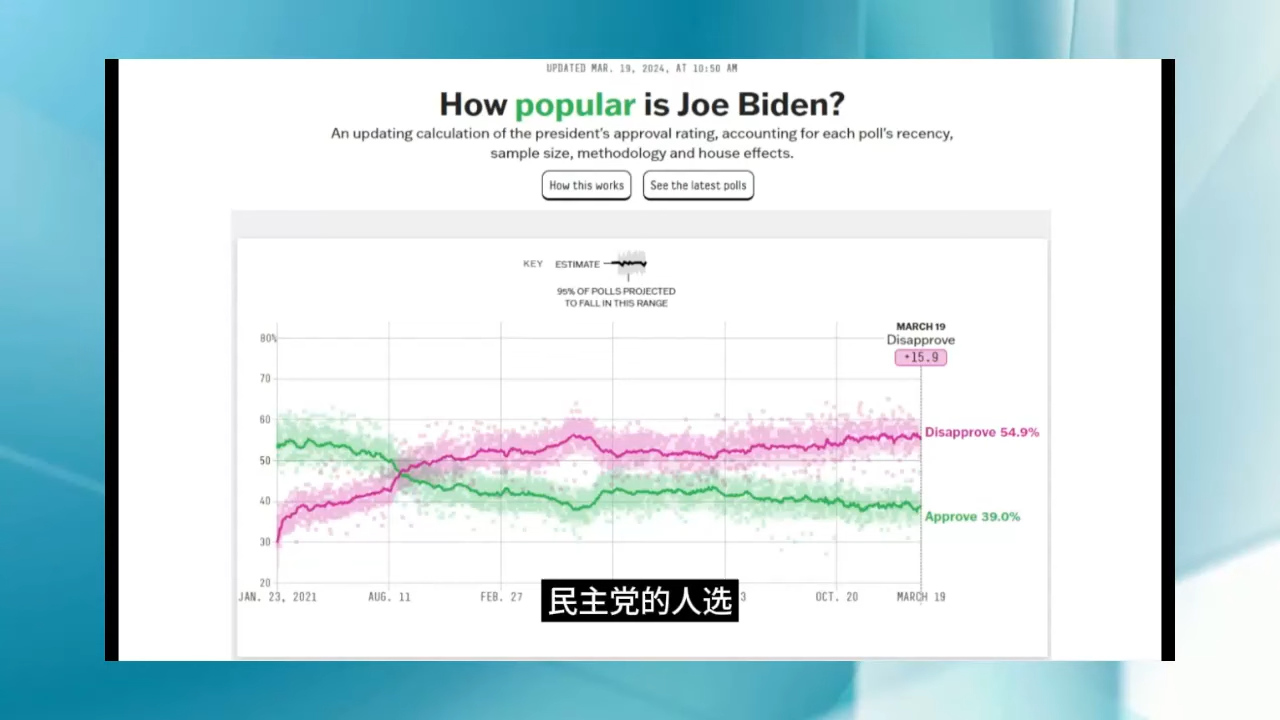 UPDATED MAR. 19, 2024, AT 10:50 AM
How popular is Joe Biden?
An updating calculation of the president's approval rating, accounting for each poll's recency,
sample size, methodology and house effects.
How this works
See the latest polls
KEY ESTIMATE
95% OF POLLS PROJECTED
TO FALL IN THIS RANGE
MARCH 19
Disapprove
+15.9
80%
70
60
50
40
30
20
Disapprove 54.9%
Approve 39.0%
JAN. 23, 2021 AUG. 11 FEB. 27 3 OCT. 20 MARCH 19
民主党的人选